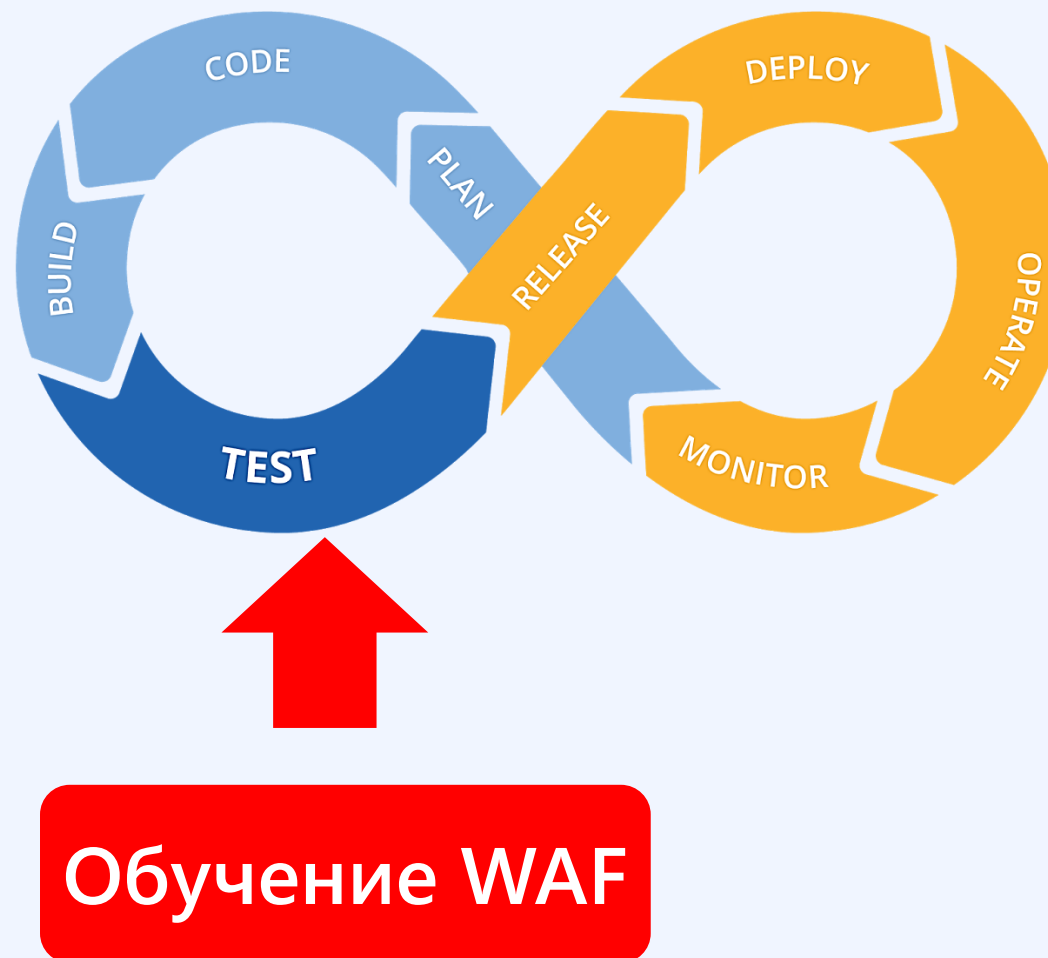 CODE
DEPLOY
PLAN
BUILD
RELEASE
OPERATE
TEST
MONITOR
Обучение WAF